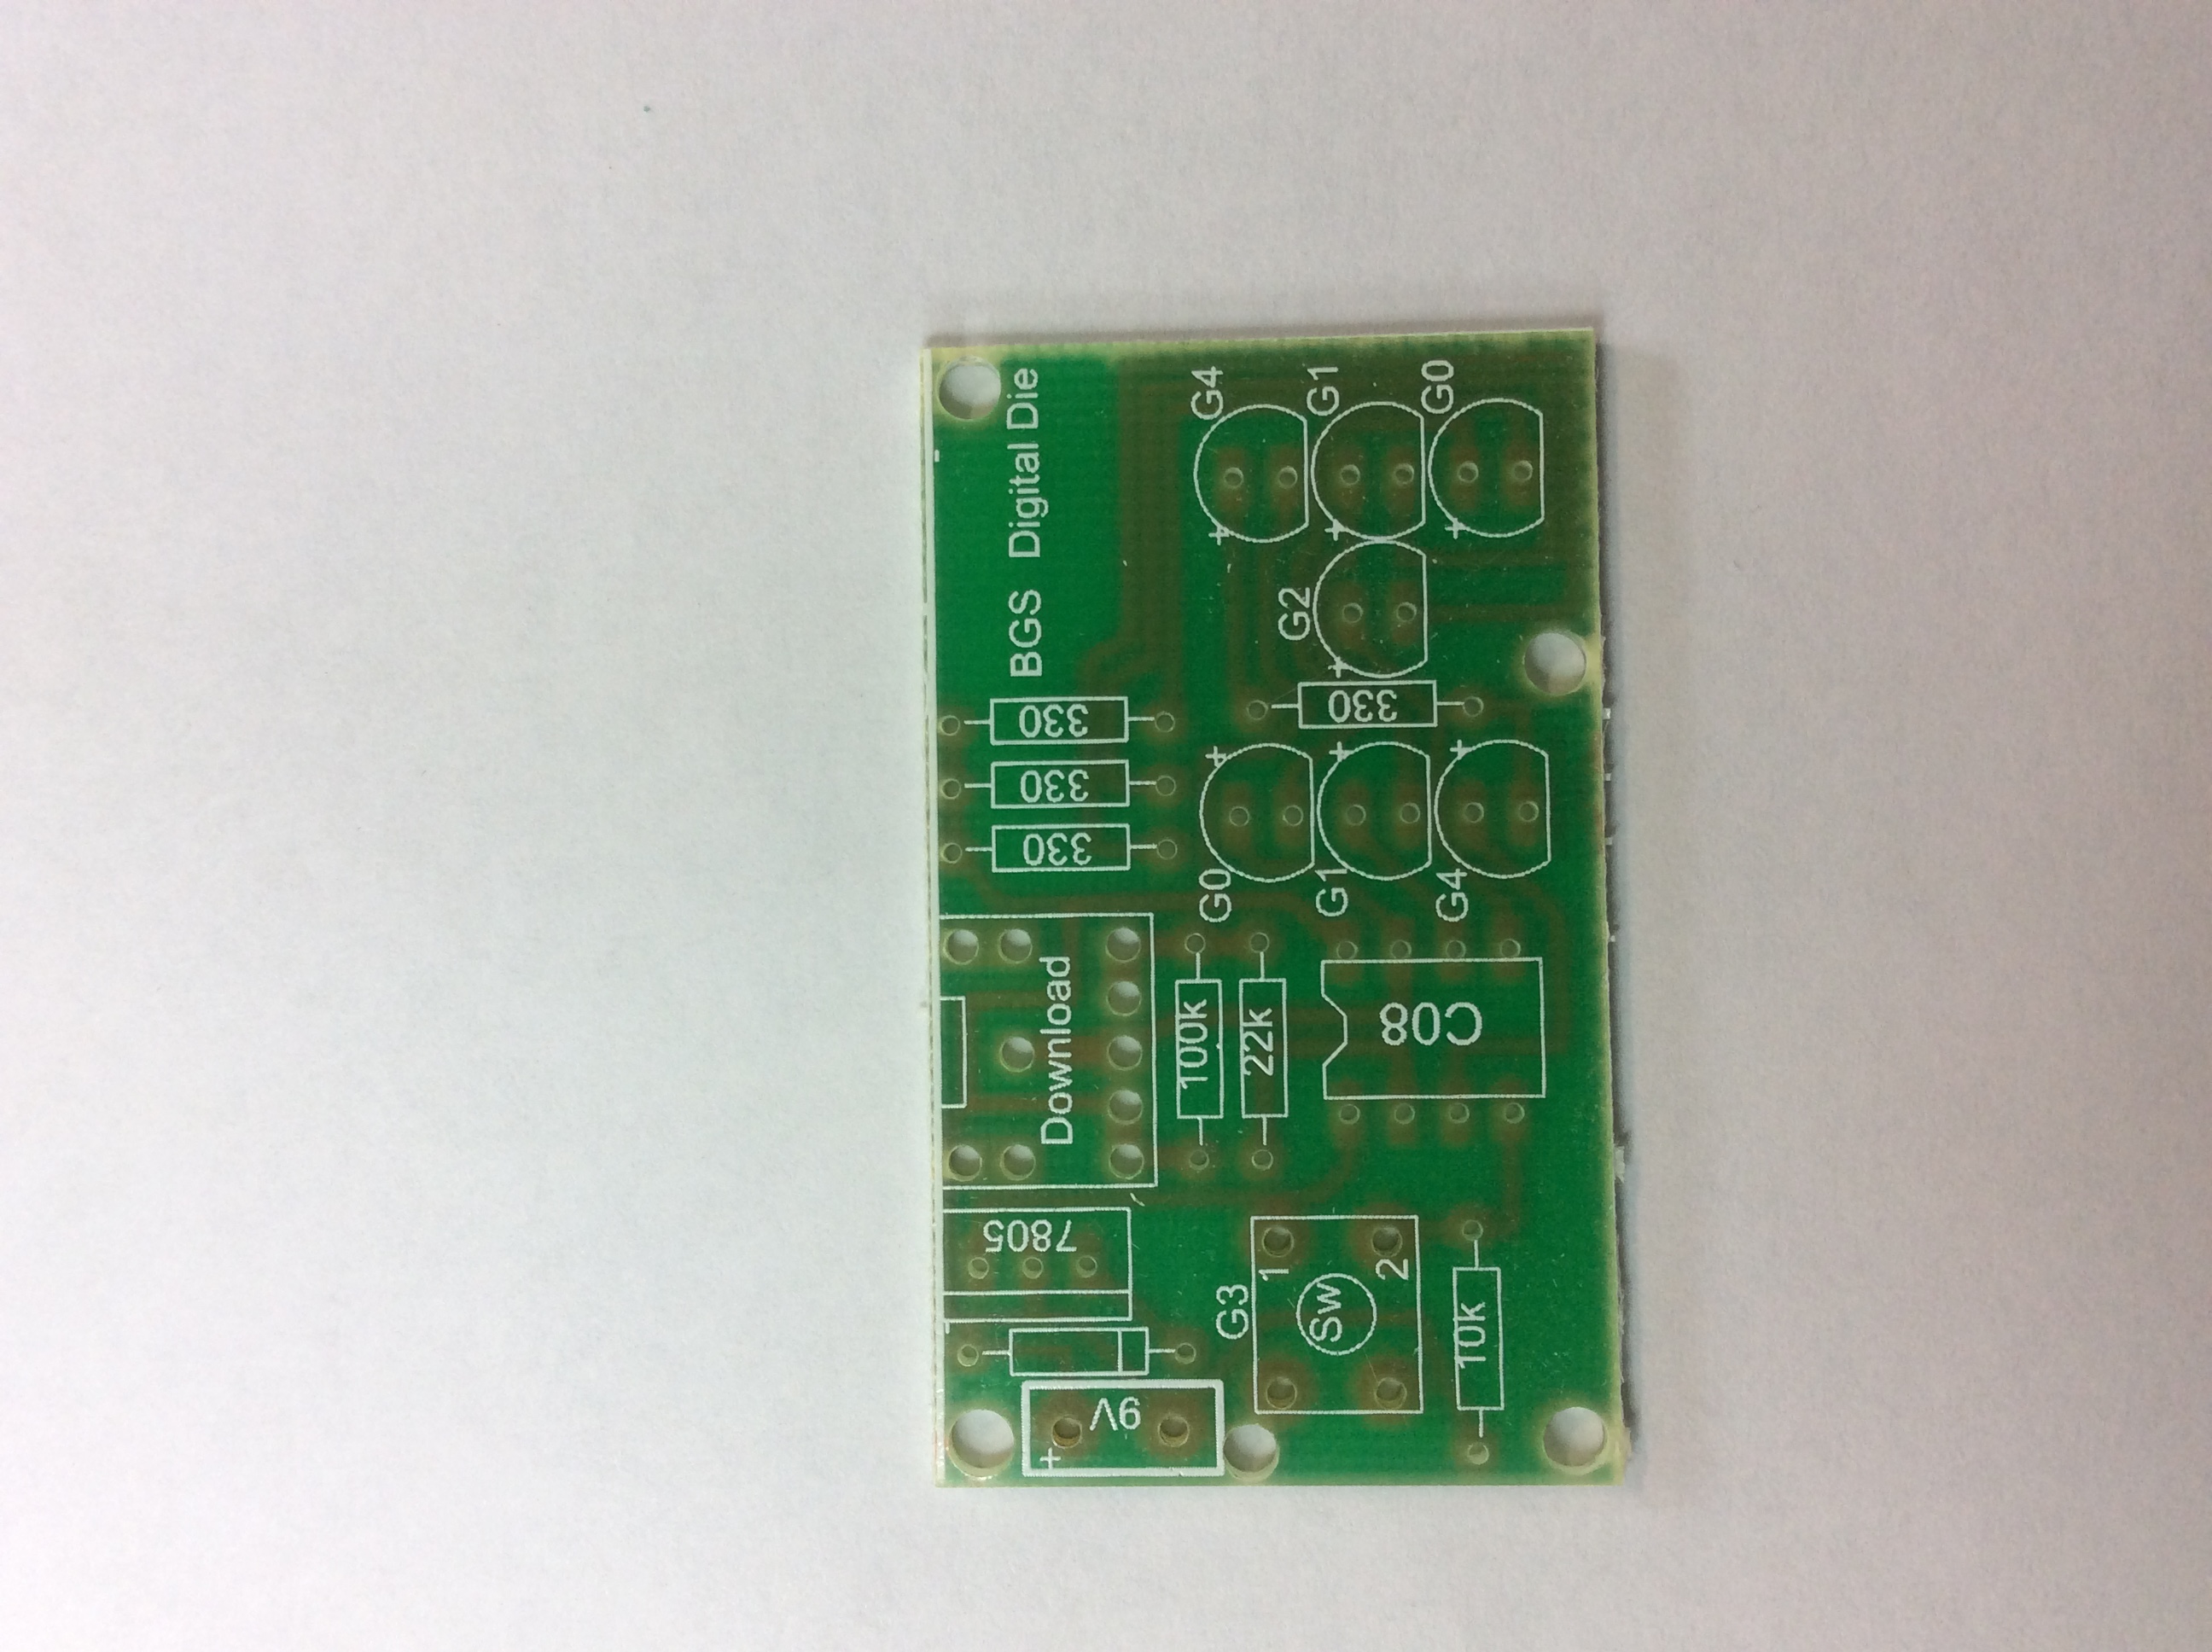 BGS Digital Die
+
9V
7805
Download
330
330
330
100k
22k
G3
1
Sw
2
10k
C08
G0
+
G1
+
G4
+
330
G2
+
G4
+
G1
+
G0
+